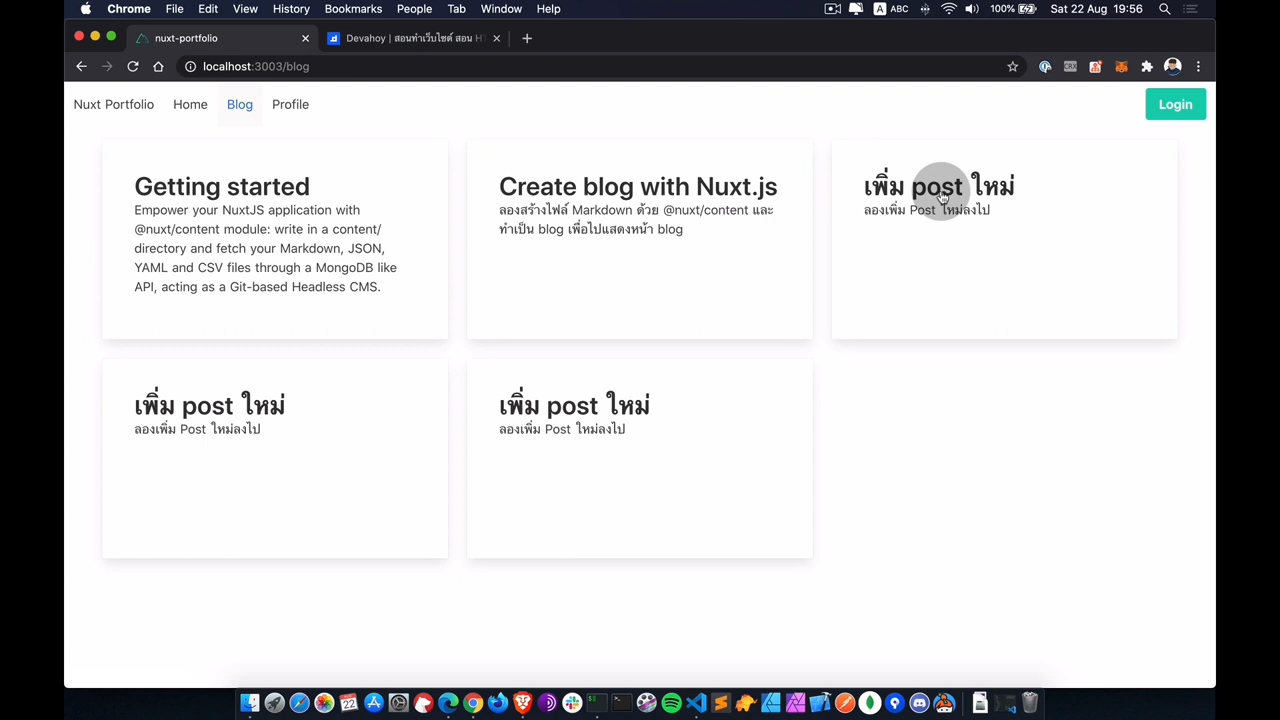 Chrome File Edit View History Bookmarks People Tab Window Help A ABC 100% Sat 22 Aug 19:56
nuxt-portfolio Devahoy | สอนทำเว็บไซต์ สอน HT
localhost:3003/blog
Nuxt Portfolio Home Blog Profile Login
Getting started
Empower your NuxtJS application with
@nuxt/content module: write in a content/
directory and fetch your Markdown, JSON,
YAML and CSV files through a MongoDB like
API, acting as a Git-based Headless CMS.
Create blog with Nuxt.js
ลองสร้างไฟล์ Markdown ด้วย @nuxt/content และ
ทำเป็น blog เพื่อไปแสดงหน้า blog
เพิ่ม post ใหม่
ลองเพิ่ม Post ใหม่ลงไป
เพิ่ม post ใหม่
ลองเพิ่ม Post ใหม่ลงไป
เพิ่ม post ใหม่
ลองเพิ่ม Post ใหม่ลงไป
22